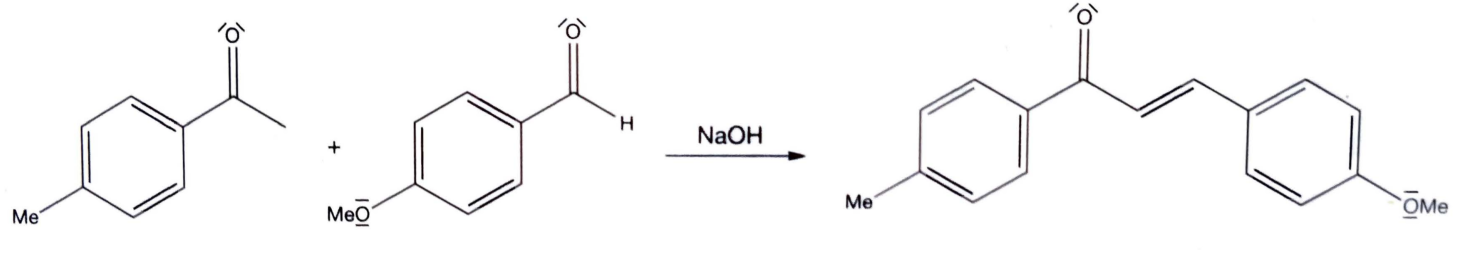 O O O
H
+ NaOH
Me MeO Me OMe